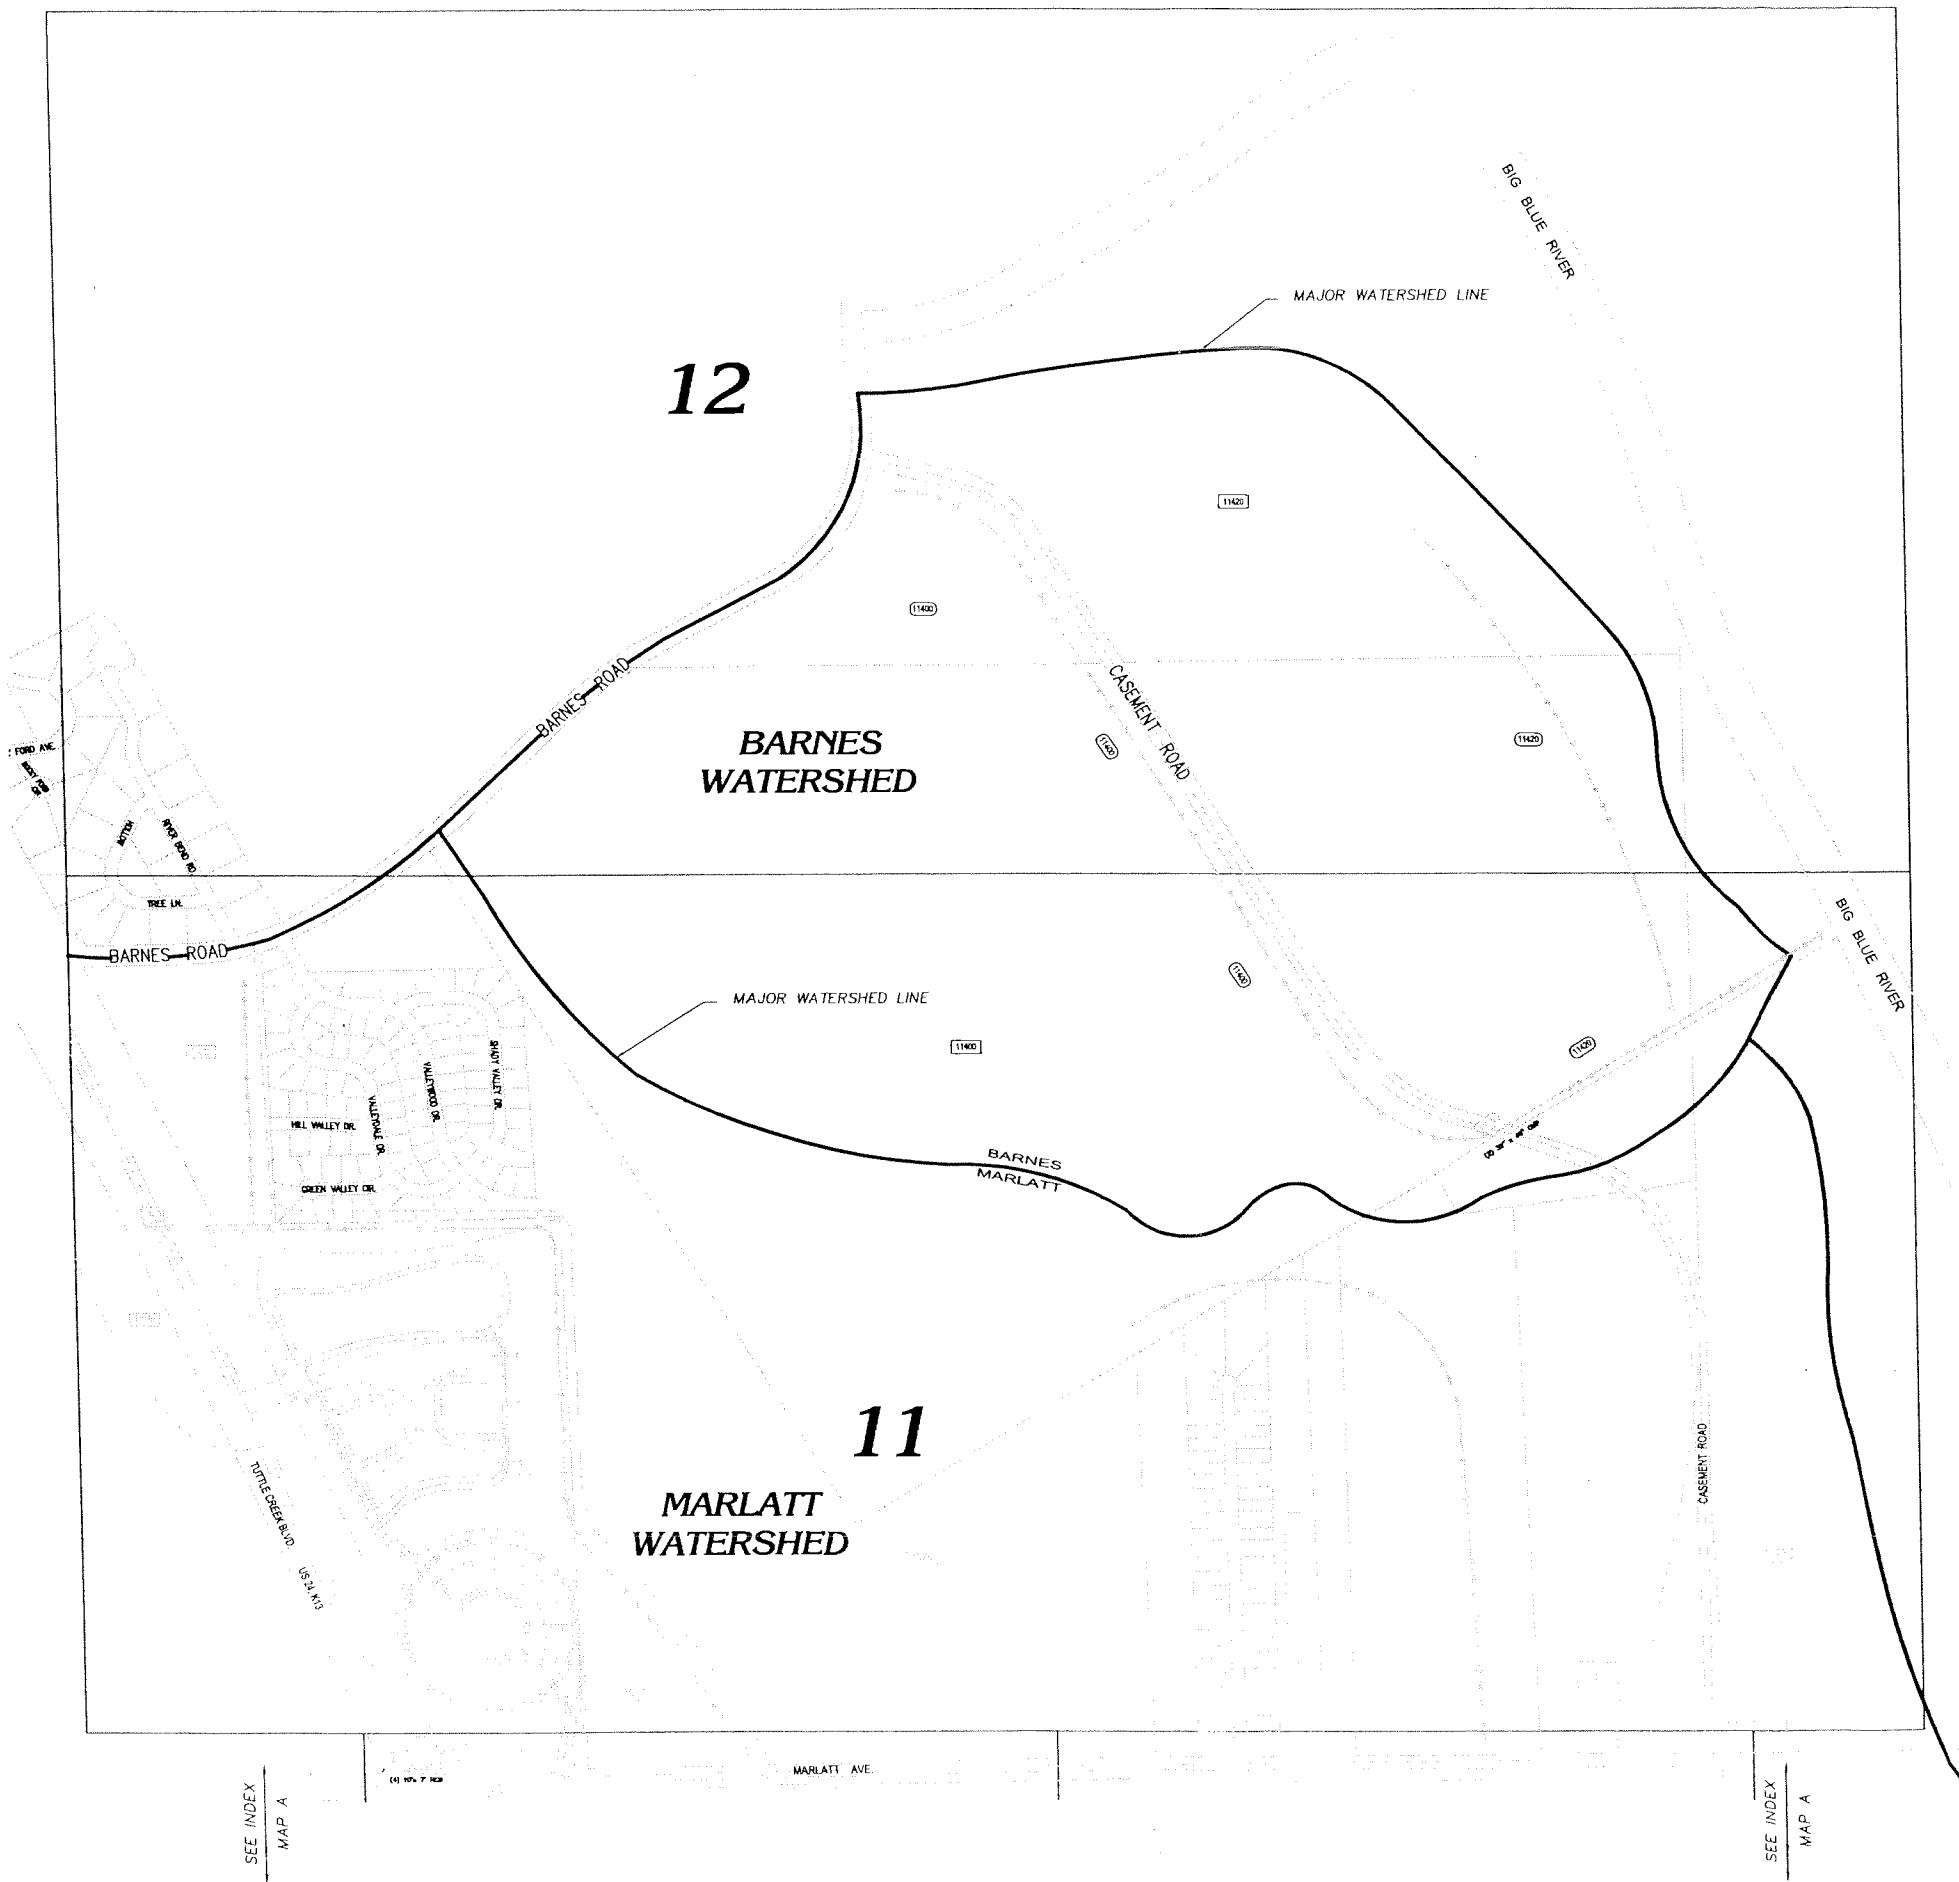 BIG BLUE RIVER
MAJOR WATERSHED LINE
12
11420
11400
CASEMENT ROAD
BARNES ROAD
BARNES
WATERSHED
11400
11420
FORD AVE.
RIVER BEND RD.
TREE LN.
BARNES ROAD
BIG BLUE RIVER
MAJOR WATERSHED LINE
11400
11400
11420
SHADY VALLEY DR.
VALLEYWOOD DR.
VALLEYDALE DR.
HILL VALLEY DR.
GREEN VALLEY CIR.
BARNES
MARLATT
11
MARLATT
WATERSHED
TUTTLE CREEK BLVD.
US 24, K13
CASEMENT ROAD
MARLATT AVE.
SEE INDEX
MAP A
SEE INDEX
MAP A